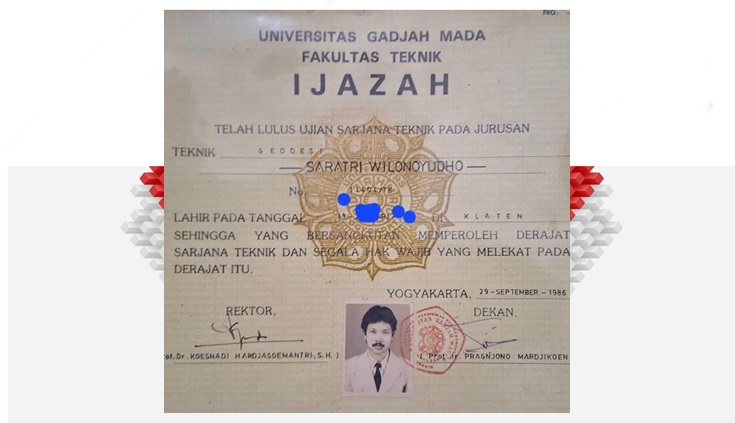 No. -
UNIVERSITAS GADJAH MADA
FAKULTAS TEKNIK
IJAZAH
TELAH LULUS UJIAN SARJANA TEKNIK PADA JURUSAN
TEKNIK GEODESI
SARATRI WILONOYUDHO
No
LAHIR PADA TANGGAL DI KLATEN
SEHINGGA YANG BERSANGKUTAN MEMPEROLEH DERAJAT
SARJANA TEKNIK DAN SEGALA HAK WAJIB YANG MELEKAT PADA
DERAJAT ITU.
YOGYAKARTA, 29-SEPTEMBER-1986
REKTOR, DEKAN,
of.Dr. KOESNADI HARDJASOEMANTRI, S.H. ) Prof. Ir. PRAGNJONO MARDJIKOEN